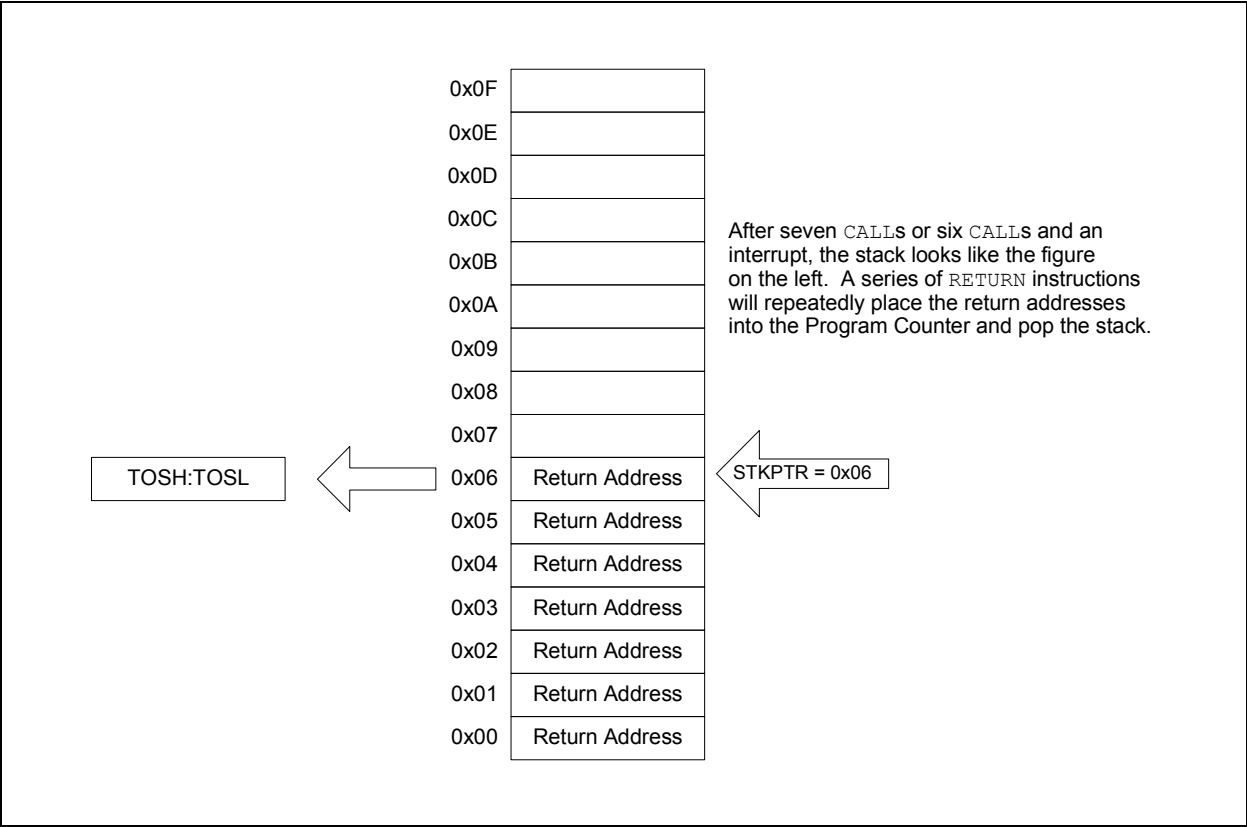 0x0F
0x0E
0x0D
0x0C
0x0B
0x0A
0x09
0x08
0x07
After seven CALLs or six CALLs and an
interrupt, the stack looks like the figure
on the left. A series of RETURN instructions
will repeatedly place the return addresses
into the Program Counter and pop the stack.
TOSH:TOSL
0x06 Return Address
STKPTR = 0x06
0x05 Return Address
0x04 Return Address
0x03 Return Address
0x02 Return Address
0x01 Return Address
0x00 Return Address